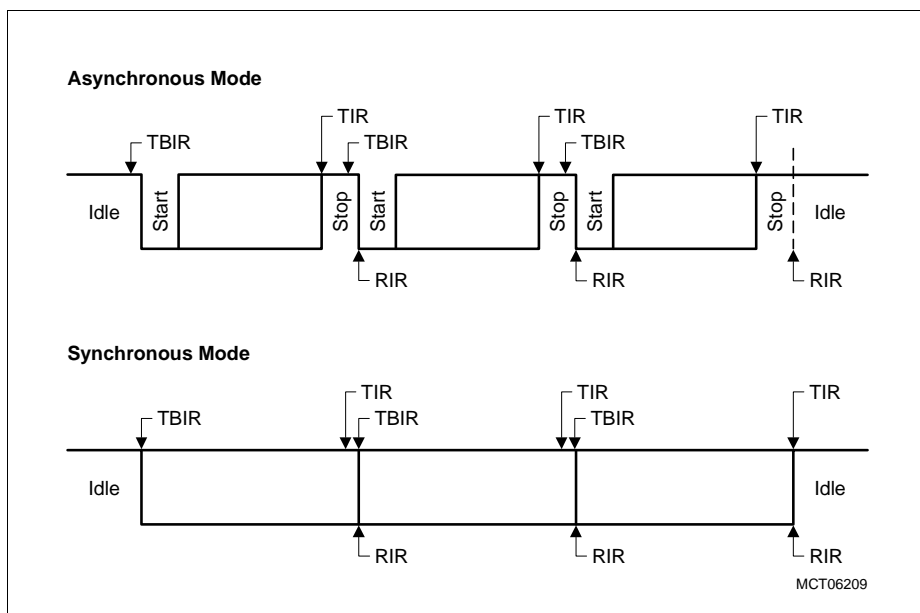 Asynchronous Mode
TIR TIR TIR
TBIR TBIR TBIR
Idle Start Stop Start Stop Start Stop Idle
RIR RIR RIR
Synchronous Mode
TIR TIR TIR
TBIR TBIR TBIR
Idle Idle
RIR RIR RIR
MCT06209